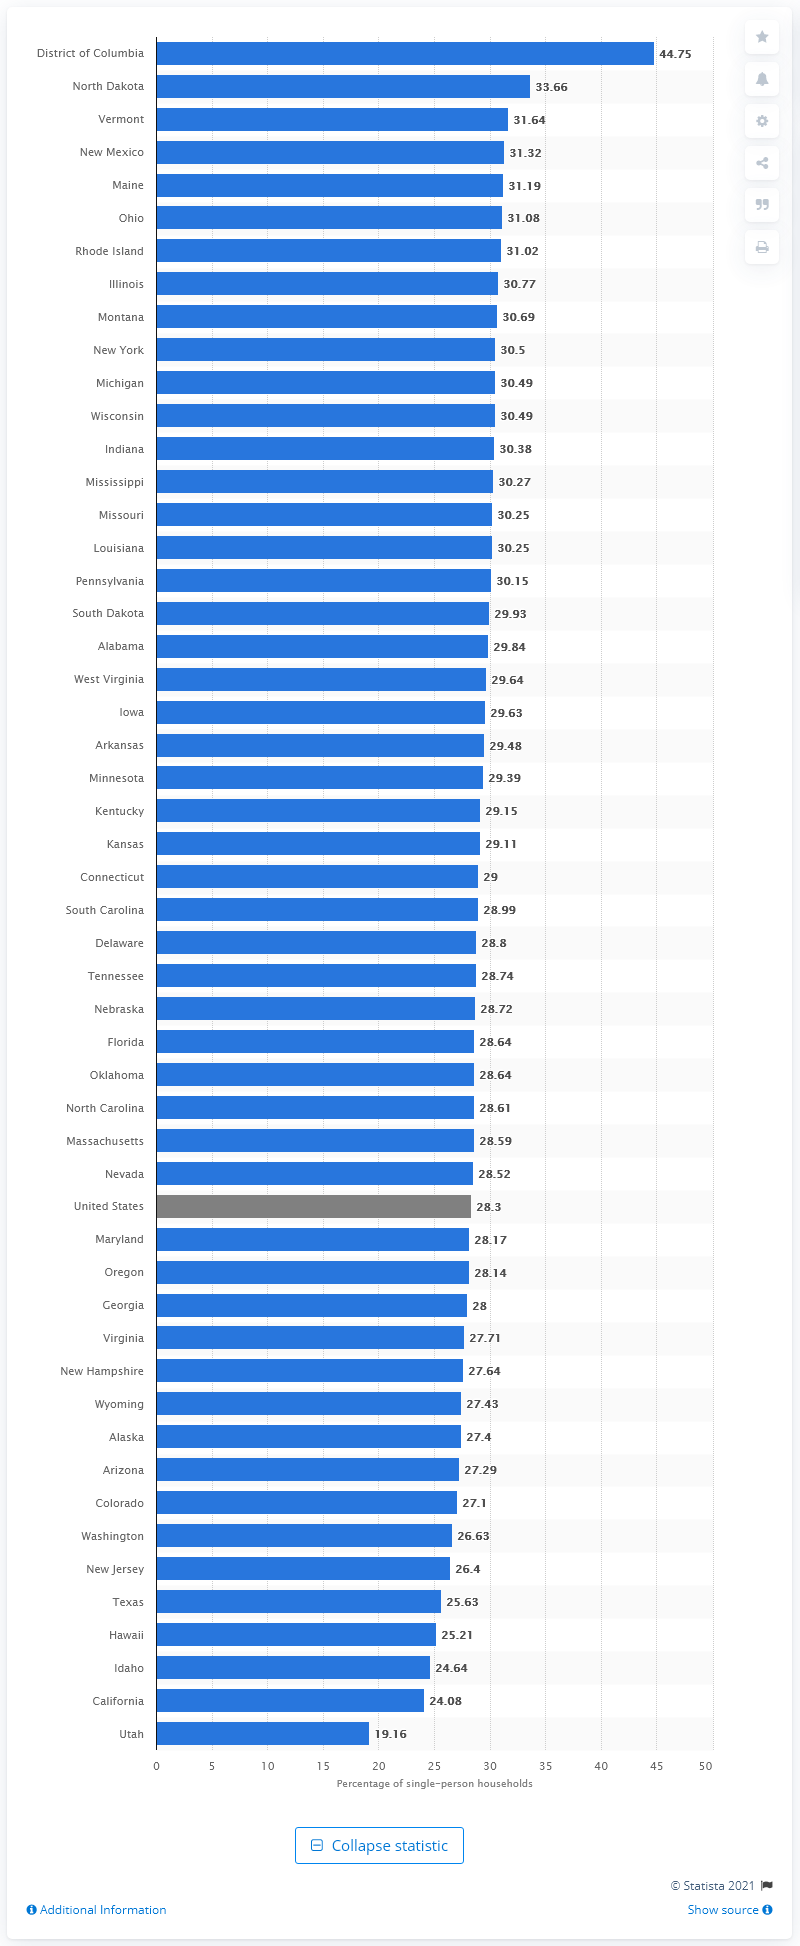 District of Columbia 44.75
North Dakota 33.66
Vermont 31.64
New Mexico 31.32
Maine 31.19
Ohio 31.08
Rhode Island 31.02
Illinois 30.77
Montana 30.69
New York 30.5
Michigan 30.49
Wisconsin 30.49
Indiana 30.38
Mississippi 30.27
Missouri 30.25
Louisiana 30.25
Pennsylvania 30.15
South Dakota 29.93
Alabama 29.84
West Virginia 29.64
Iowa 29.63
Arkansas 29.48
Minnesota 29.39
Kentucky 29.15
Kansas 29.11
Connecticut 29
South Carolina 28.99
Delaware 28.8
Tennessee 28.74
Nebraska 28.72
Florida 28.64
Oklahoma 28.64
North Carolina 28.61
Massachusetts 28.59
Nevada 28.52
United States 28.3
Maryland 28.17
Oregon 28.14
Georgia 28
Virginia 27.71
New Hampshire 27.64
Wyoming 27.43
Alaska 27.4
Arizona 27.29
Colorado 27.1
Washington 26.63
New Jersey 26.4
Texas 25.63
Hawaii 25.21
Idaho 24.64
California 24.08
Utah 19.16
0 5 10 15 20 25 30 35 40 45 50
Percentage of single-person households
Collapse statistic
© Statista 2021
Additional Information Show source